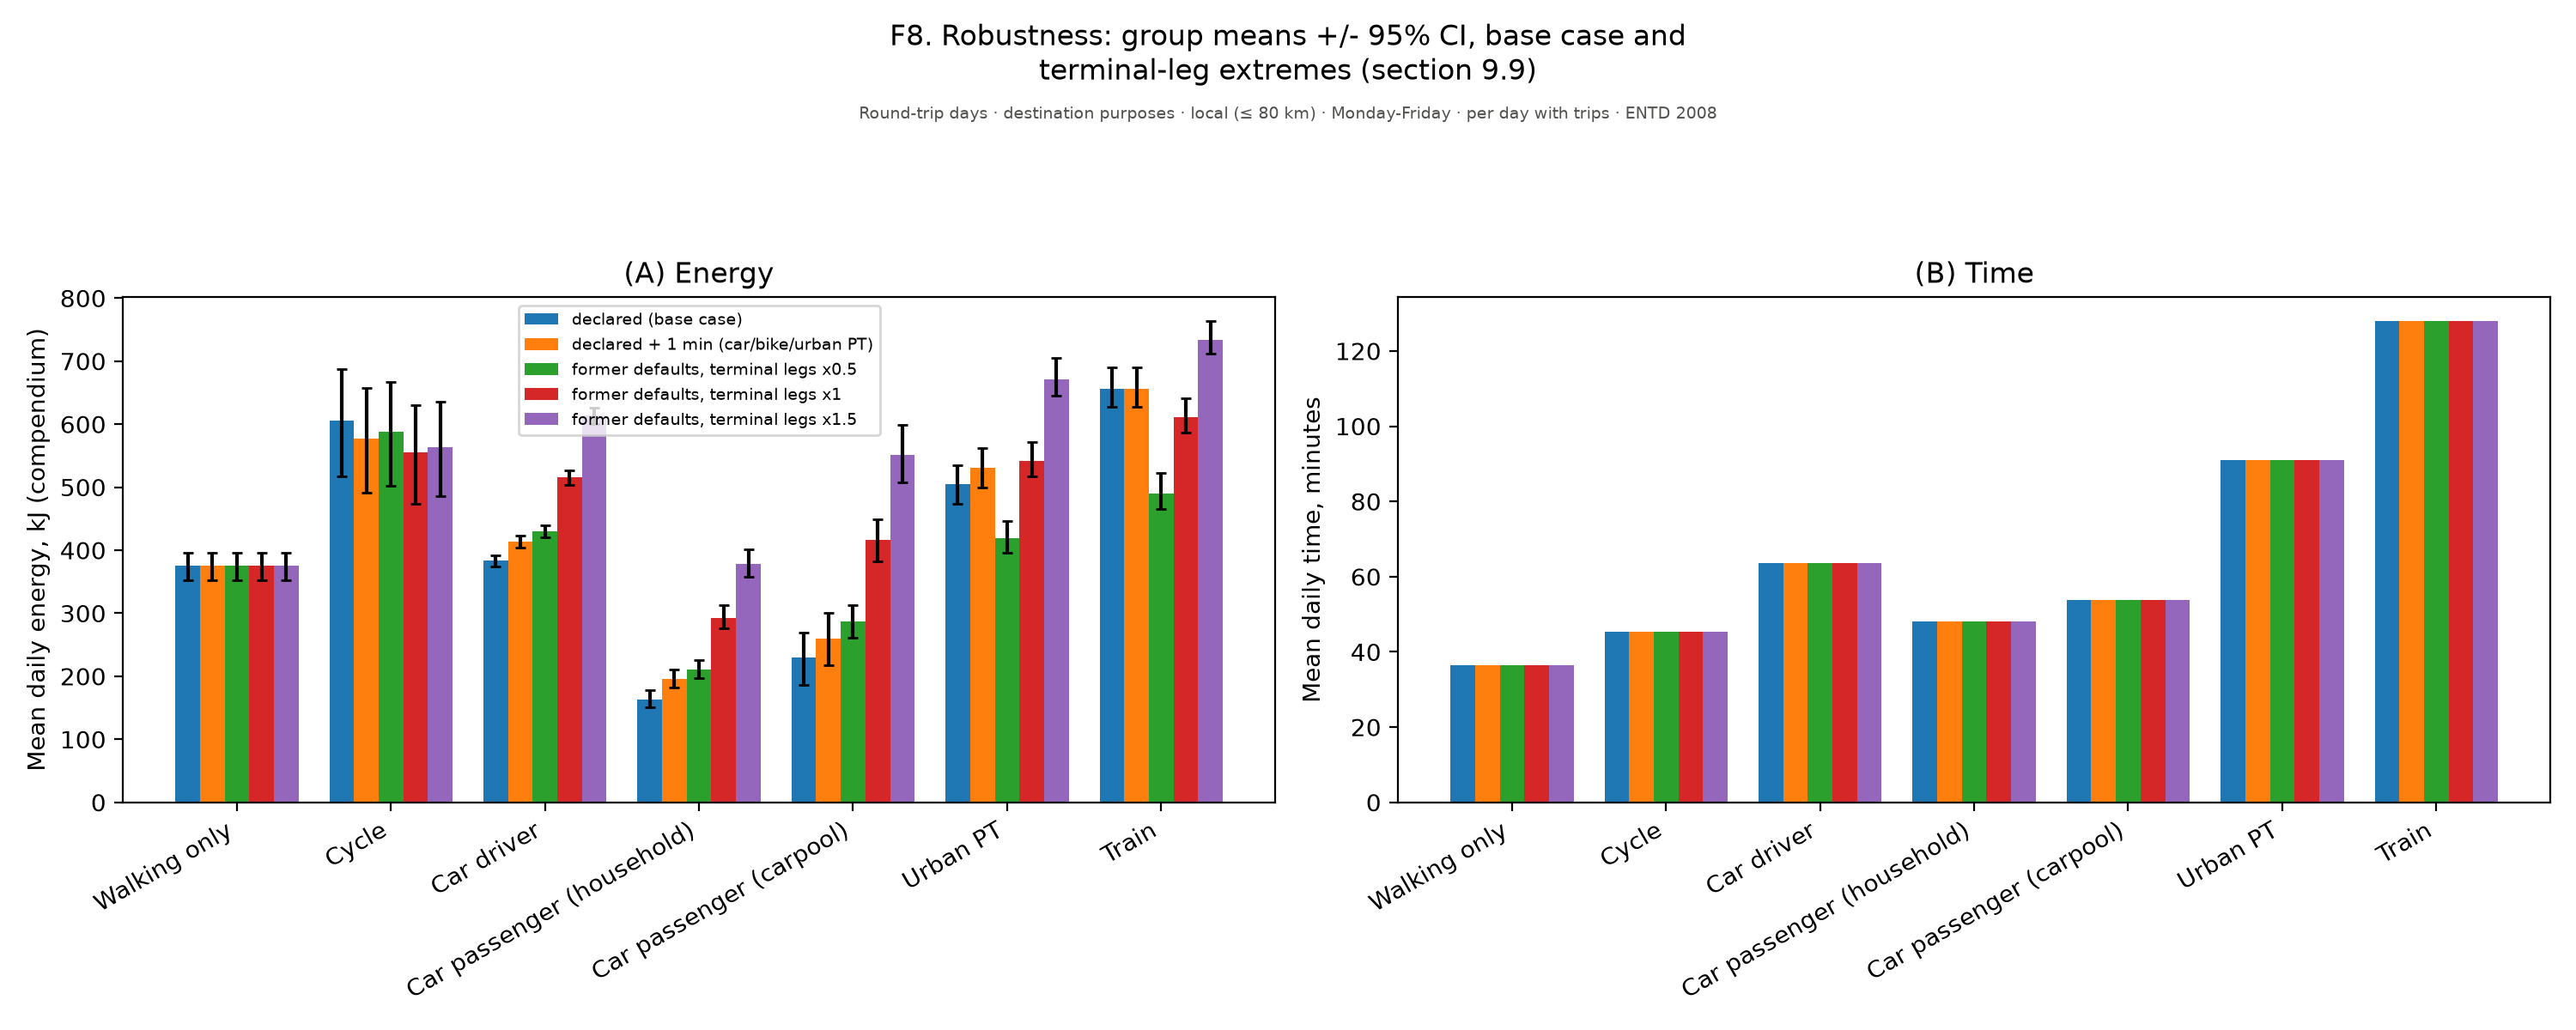 F8. Robustness: group means +/- 95% CI, base case and
terminal-leg extremes (section 9.9)
Round-trip days · destination purposes · local (≤ 80 km) · Monday-Friday · per day with trips · ENTD 2008
(A) Energy
Mean daily energy, kJ (compendium)
800
700
600
500
400
300
200
100
0
declared (base case)
declared + 1 min (car/bike/urban PT)
former defaults, terminal legs x0.5
former defaults, terminal legs x1
former defaults, terminal legs x1.5
Walking only
Cycle
Car driver
Car passenger (household)
Car passenger (carpool)
Urban PT
Train
(B) Time
Mean daily time, minutes
120
100
80
60
40
20
0
Walking only
Cycle
Car driver
Car passenger (household)
Car passenger (carpool)
Urban PT
Train